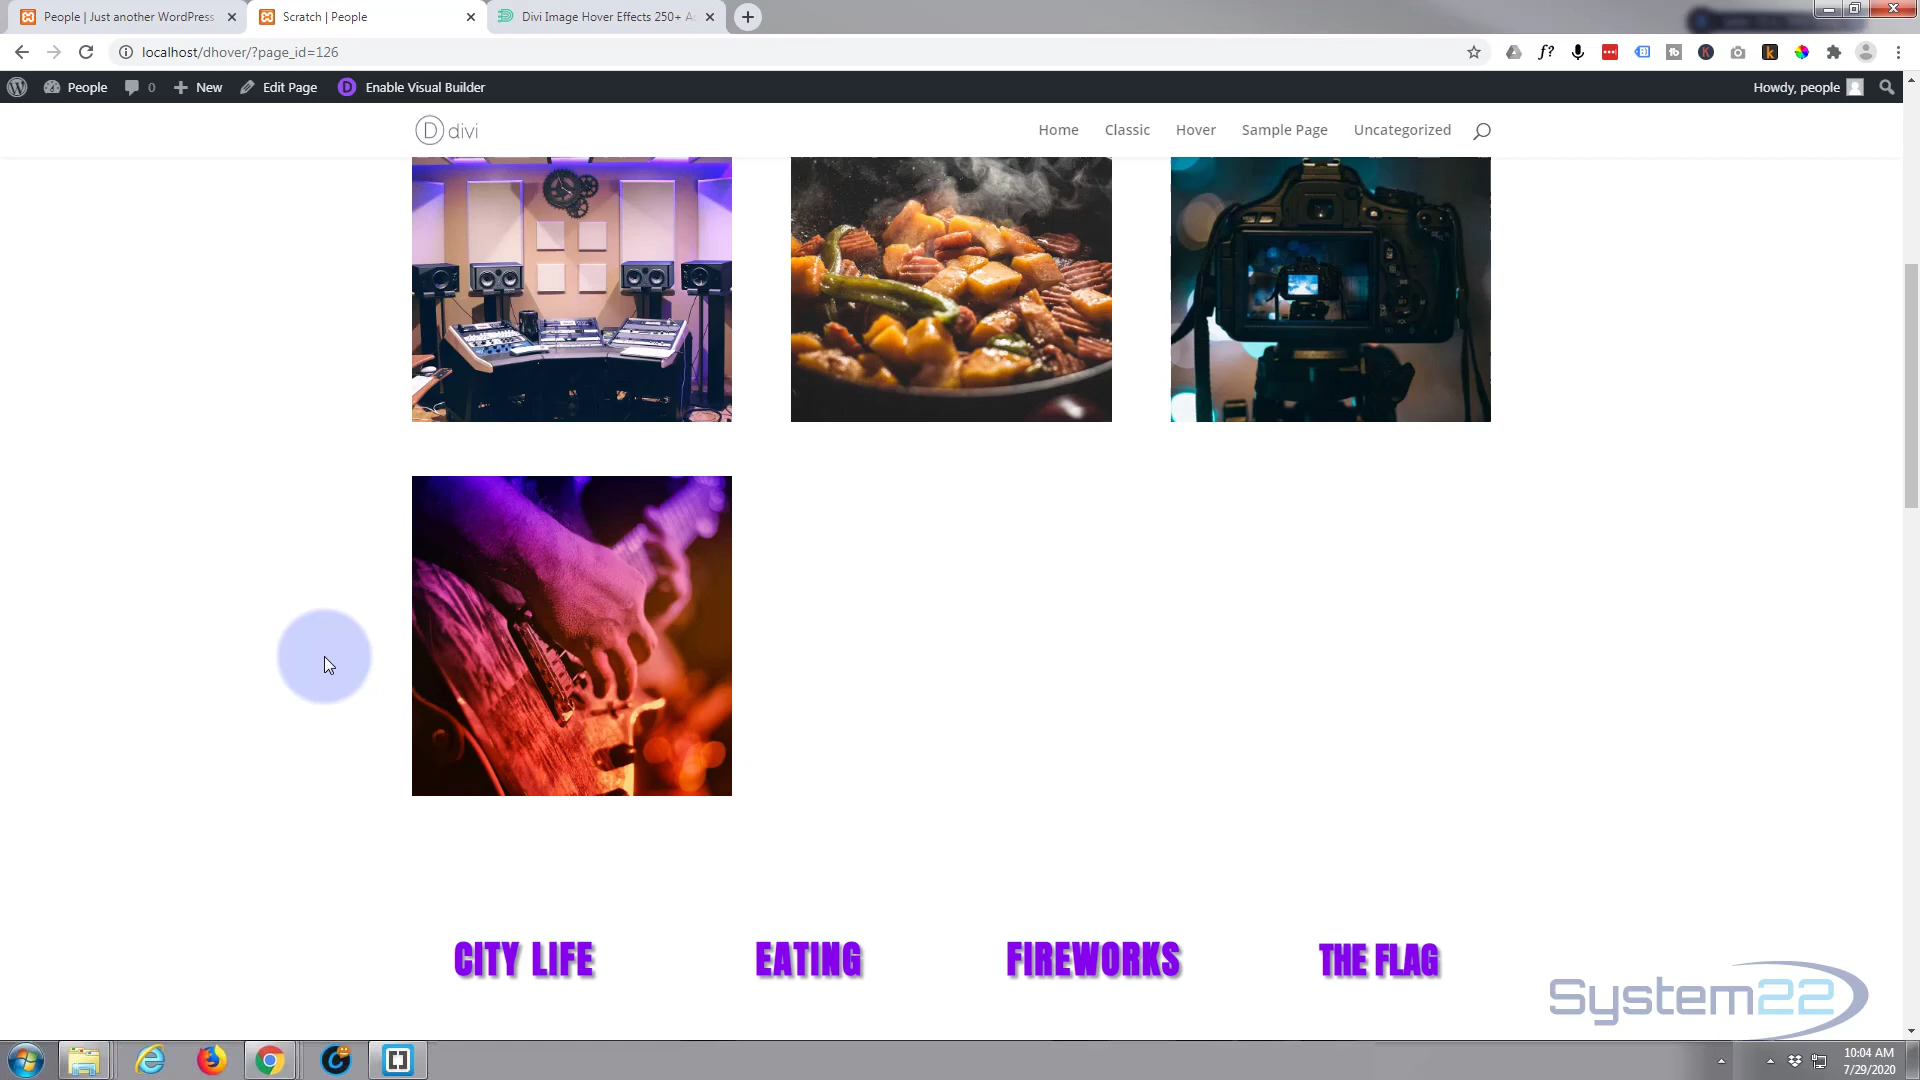 People | Just another WordPress
Scratch | People
Divi Image Hover Effects 250+ A
localhost/dhover/?page_id=126
People
0
New
Edit Page
Enable Visual Builder
Howdy, people
divi
Home
Classic
Hover
Sample Page
Uncategorized
CITY LIFE
EATING
FIREWORKS
THE FLAG
System22
10:04 AM
7/29/2020